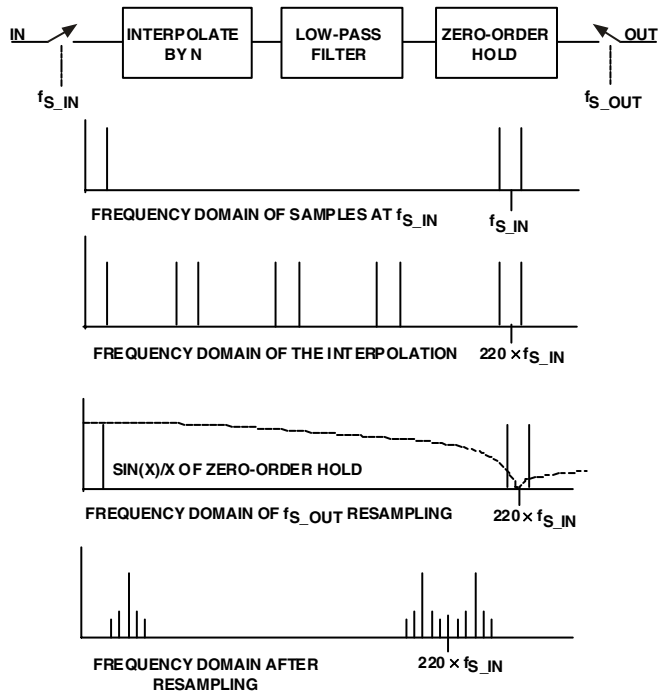 IN
INTERPOLATE
BY N
LOW-PASS
FILTER
ZERO-ORDER
HOLD
OUT
fS_IN
fS_OUT
FREQUENCY DOMAIN OF SAMPLES AT fS_IN
fS_IN
FREQUENCY DOMAIN OF THE INTERPOLATION
220 × fS_IN
SIN(X)/X OF ZERO-ORDER HOLD
FREQUENCY DOMAIN OF fS_OUT RESAMPLING
220 × fS_IN
FREQUENCY DOMAIN AFTER
RESAMPLING
220 × fS_IN